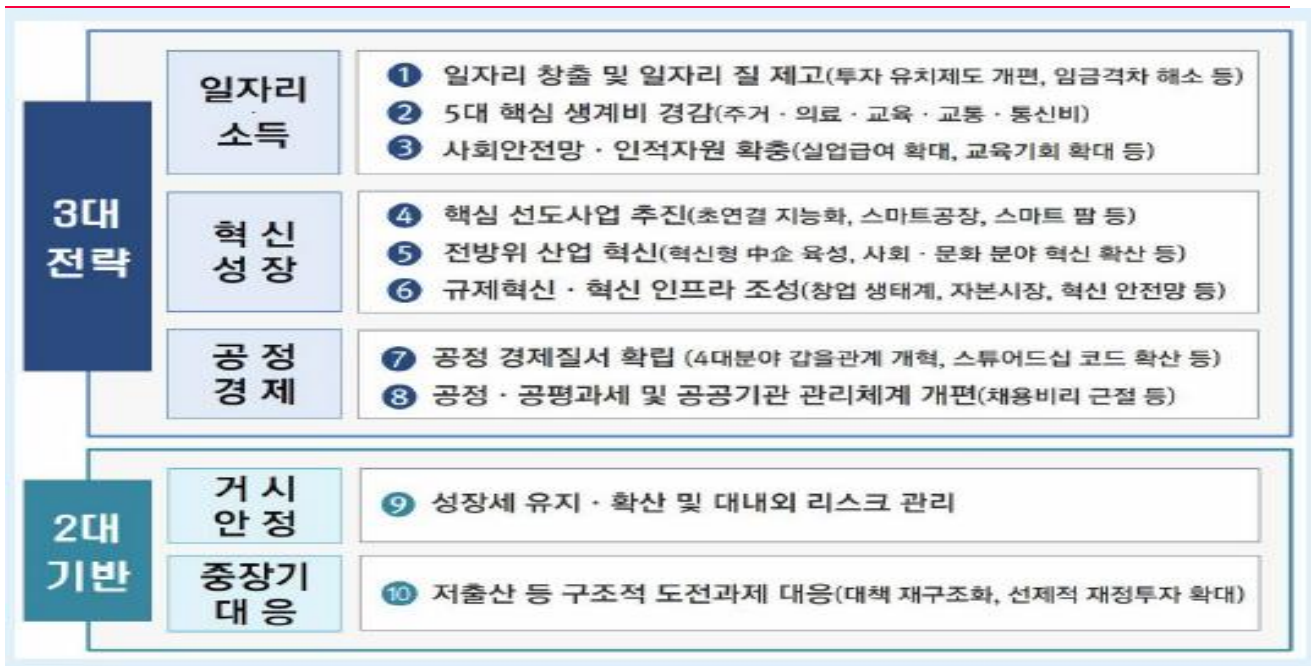 3대
전략
일자리
·
소득
❶ 일자리 창출 및 일자리 질 제고(투자 유치제도 개편, 임금격차 해소 등)
❷ 5대 핵심 생계비 경감(주거 · 의료 · 교육 · 교통 · 통신비)
❸ 사회안전망 · 인적자원 확충(실업급여 확대, 교육기회 확대 등)
혁 신
성 장
❹ 핵심 선도사업 추진(초연결 지능화, 스마트공장, 스마트 팜 등)
❺ 전방위 산업 혁신(혁신형 中企 육성, 사회 · 문화 분야 혁신 확산 등)
❻ 규제혁신 · 혁신 인프라 조성(창업 생태계, 자본시장, 혁신 안전망 등)
공 정
경 제
❼ 공정 경제질서 확립 (4대분야 갑을관계 개혁, 스튜어드십 코드 확산 등)
❽ 공정 · 공평과세 및 공공기관 관리체계 개편(채용비리 근절 등)
2대
기반
거 시
안 정
❾ 성장세 유지 · 확산 및 대내외 리스크 관리
중장기
대 응
❿ 저출산 등 구조적 도전과제 대응(대책 재구조화, 선제적 재정투자 확대)